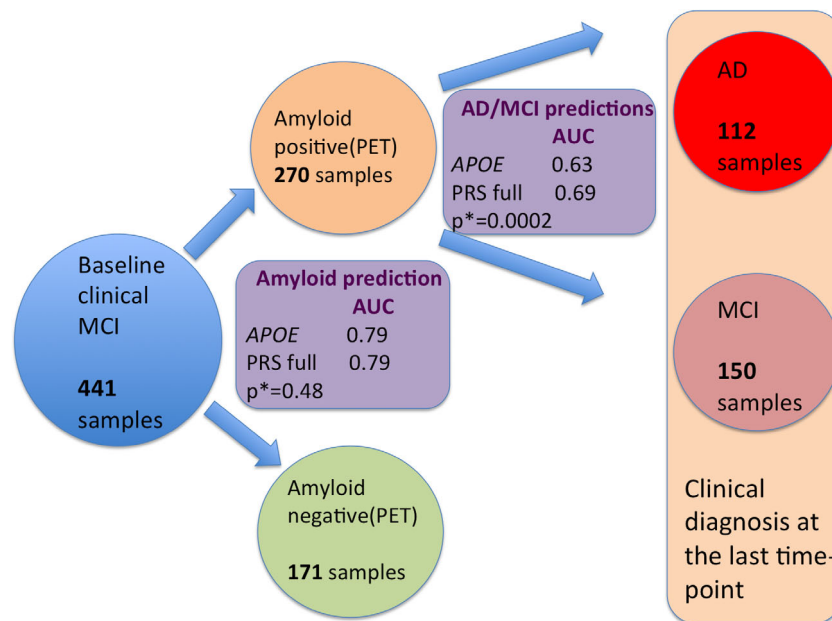 Baseline
clinical
MCI
441
samples
Amyloid
positive(PET)
270 samples
Amyloid prediction
AUC
APOE 0.79
PRS full 0.79
p*=0.48
Amyloid
negative(PET)
171 samples
AD/MCI predictions
AUC
APOE 0.63
PRS full 0.69
p*=0.0002
AD
112
samples
MCI
150
samples
Clinical
diagnosis at
the last time-
point